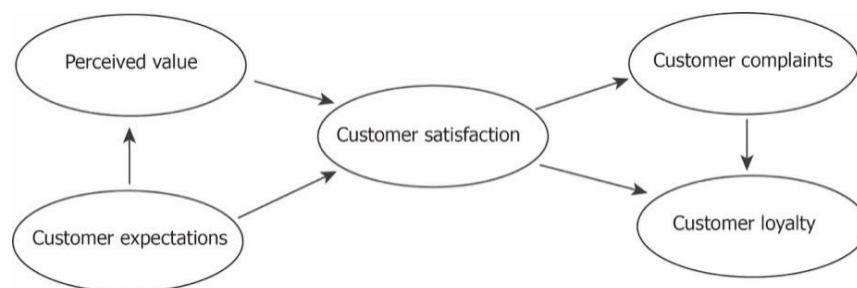 Perceived value
Customer complaints
Customer satisfaction
Customer expectations
Customer loyalty